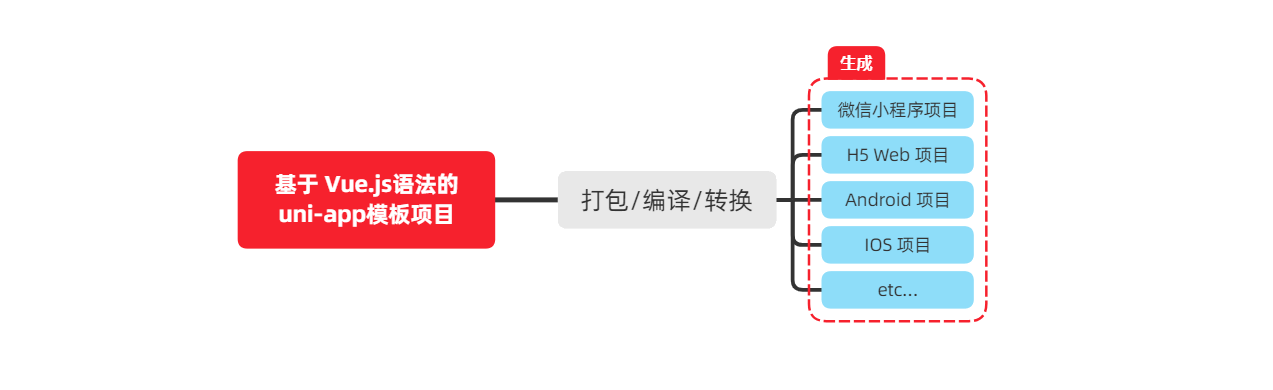 基于 Vue.js语法的
uni-app模板项目
打包/编译/转换
生成
微信小程序项目
H5 Web 项目
Android 项目
IOS 项目
etc...